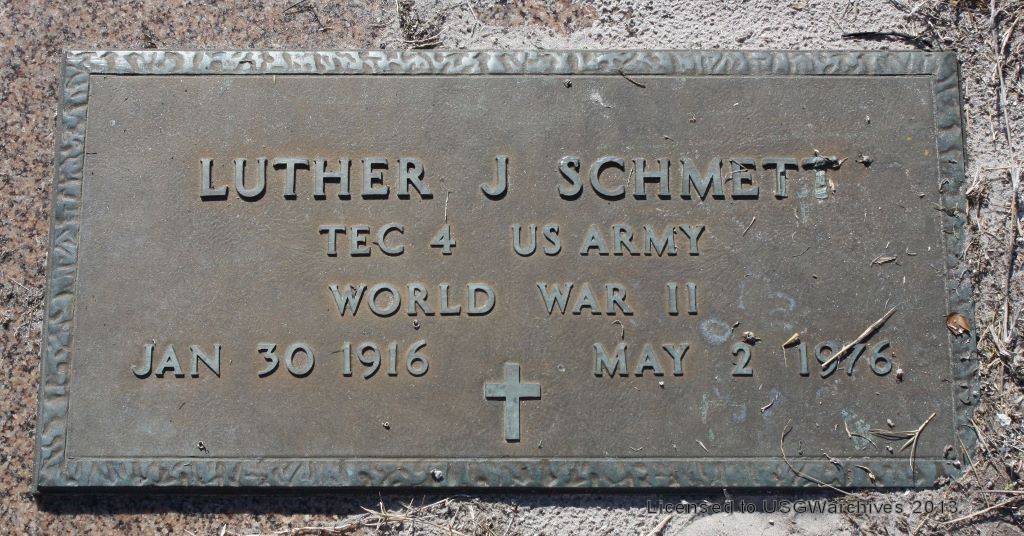 LUTHER J SCHMETT
TEC 4 US ARMY
WORLD WAR II
JAN 30 1916 MAY 2 1976
Licensed to USGWarchives 2013